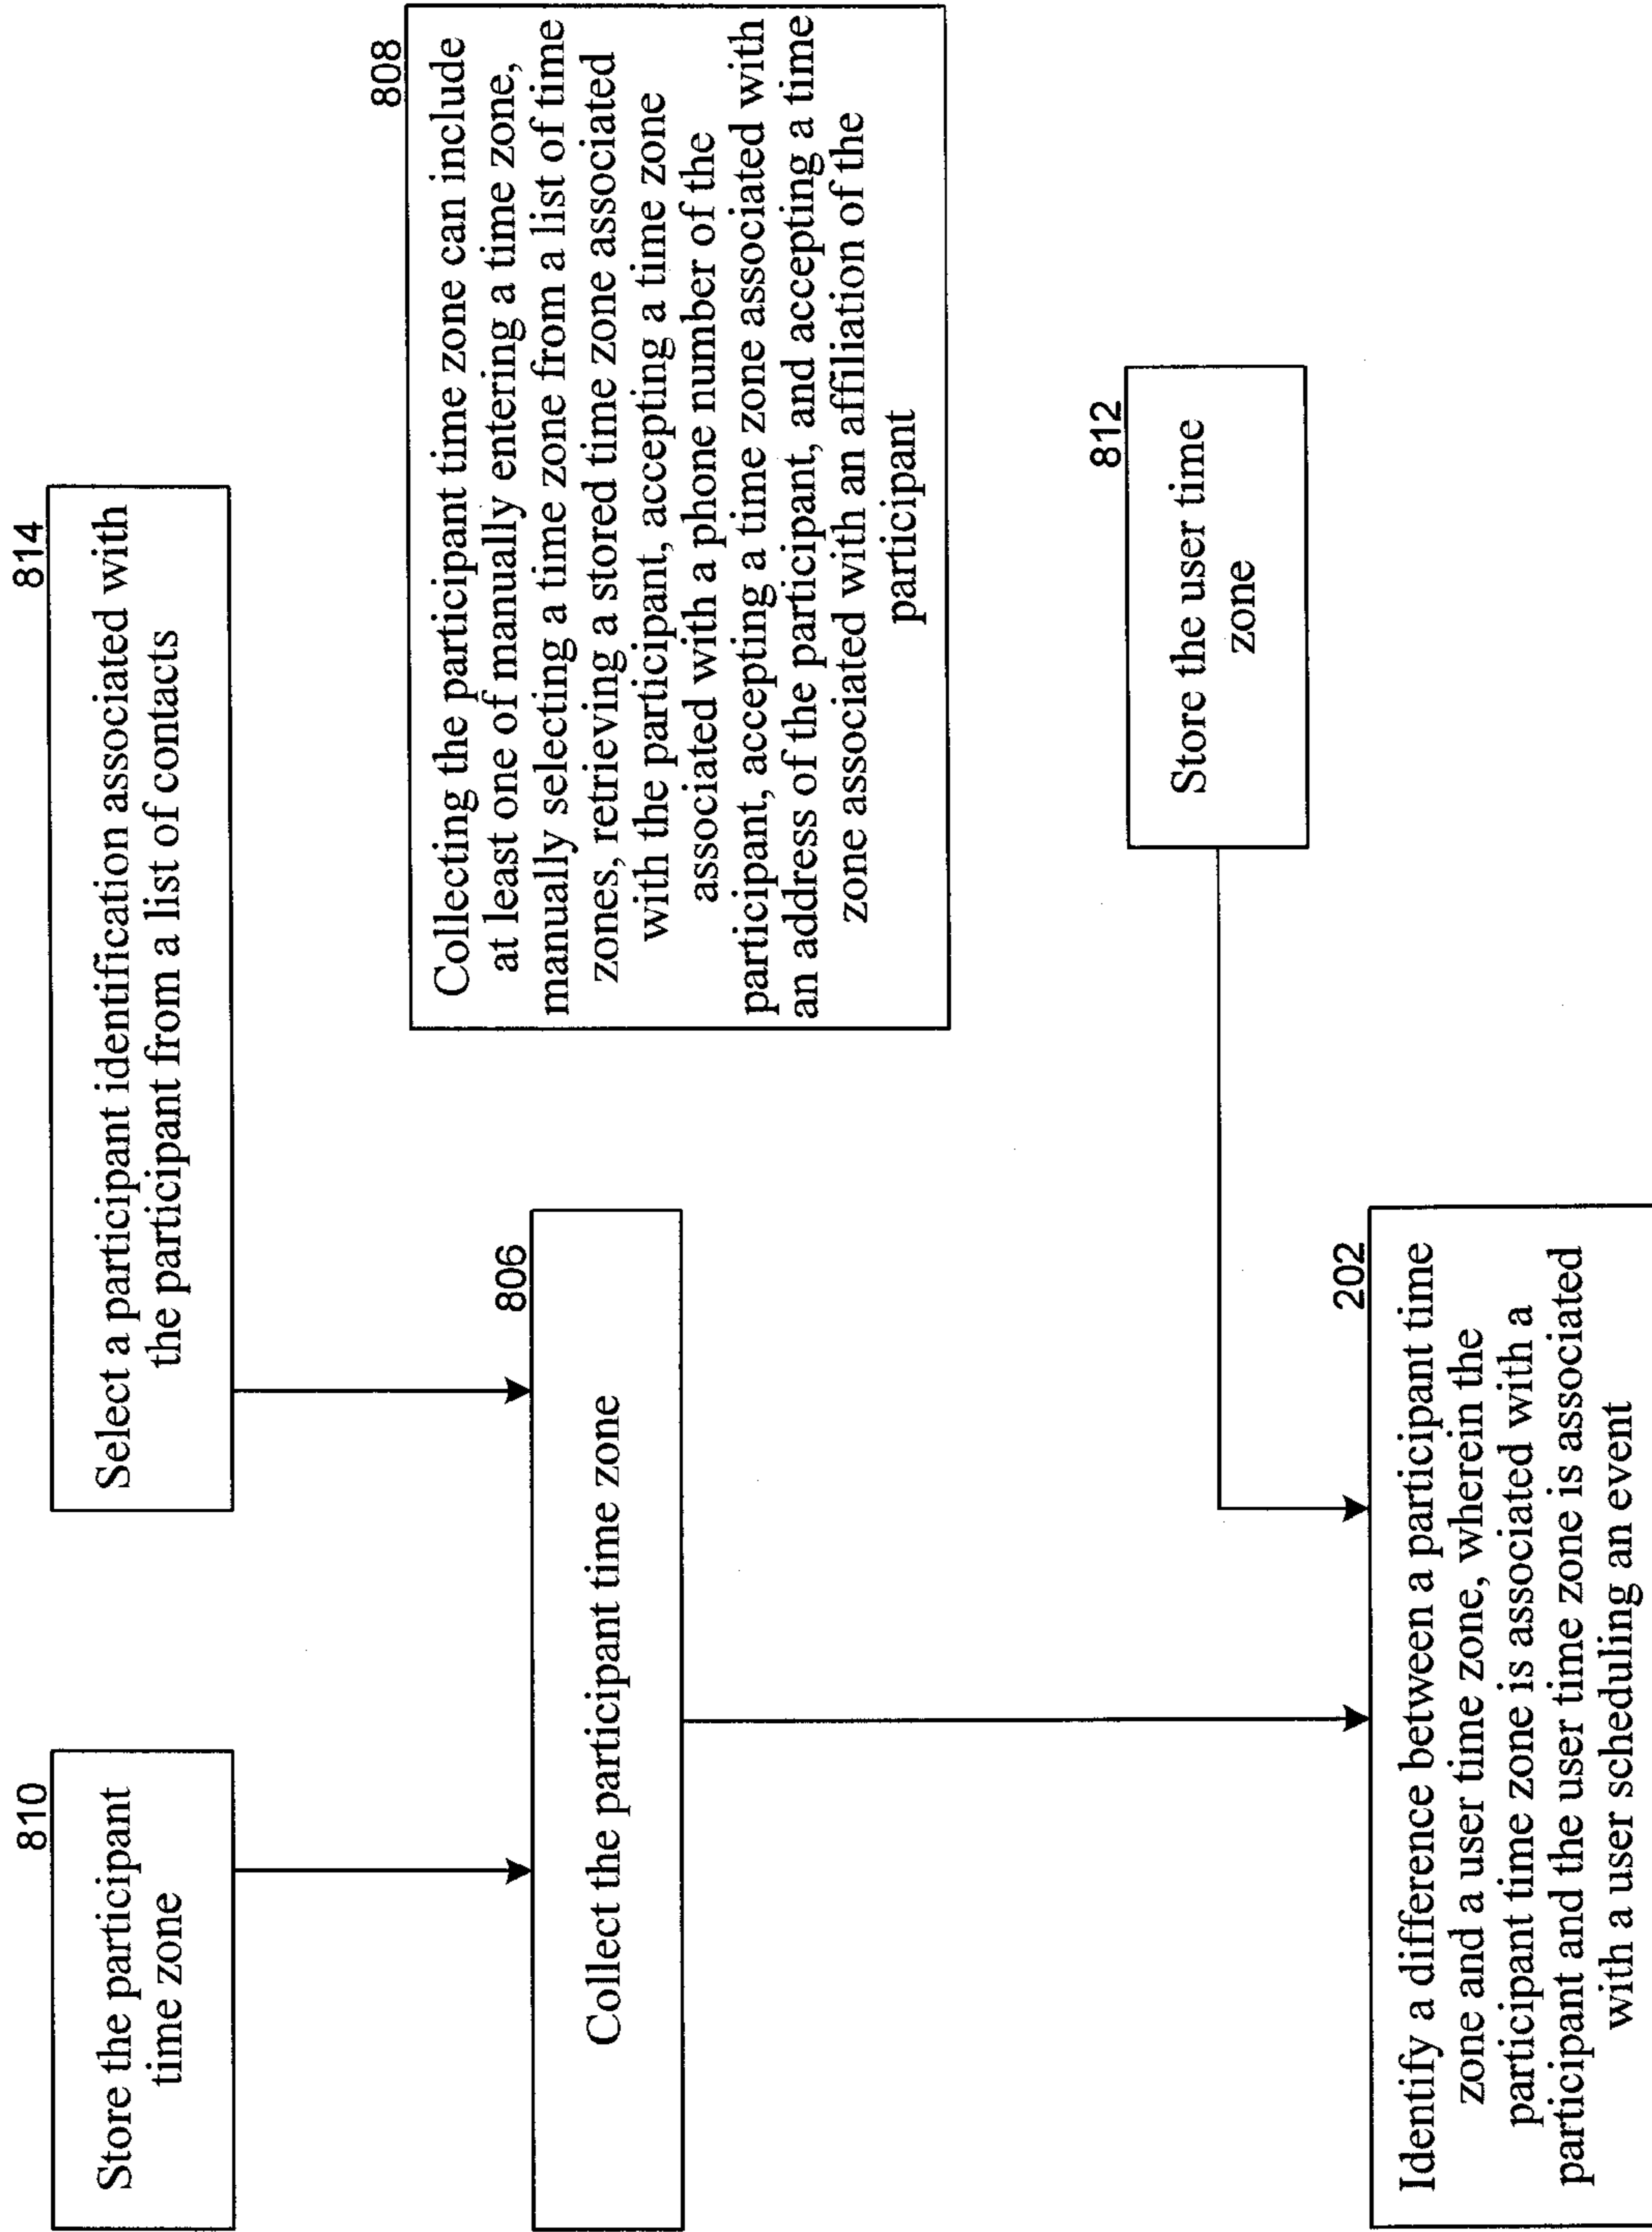 810
Store the participant
time zone
814
Select a participant identification associated with
the participant from a list of contacts
806
Collect the participant time zone
808
Collecting the participant time zone can include
at least one of manually entering a time zone,
manually selecting a time zone from a list of time
zones, retrieving a stored time zone associated
with the participant, accepting a time zone
associated with a phone number of the
participant, accepting a time zone associated with
an address of the participant, and accepting a time
zone associated with an affiliation of the
participant
812
Store the user time
zone
202
Identify a difference between a participant time
zone and a user time zone, wherein the
participant time zone is associated with a
participant and the user time zone is associated
with a user scheduling an event